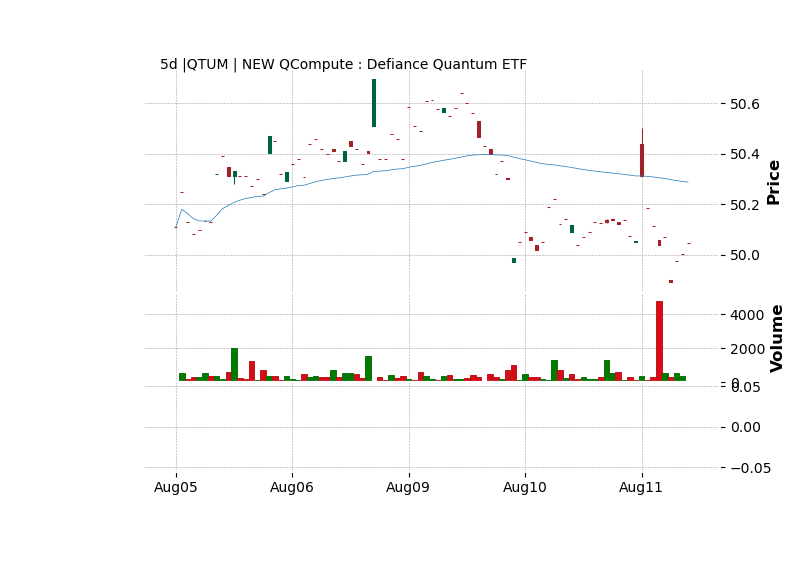 5d |QTUM | NEW QCompute : Defiance Quantum ETF
50.6
50.4
50.2
50.0
Price
4000
2000
0
Volume
0.05
0.00
−0.05
Aug05 Aug06 Aug09 Aug10 Aug11